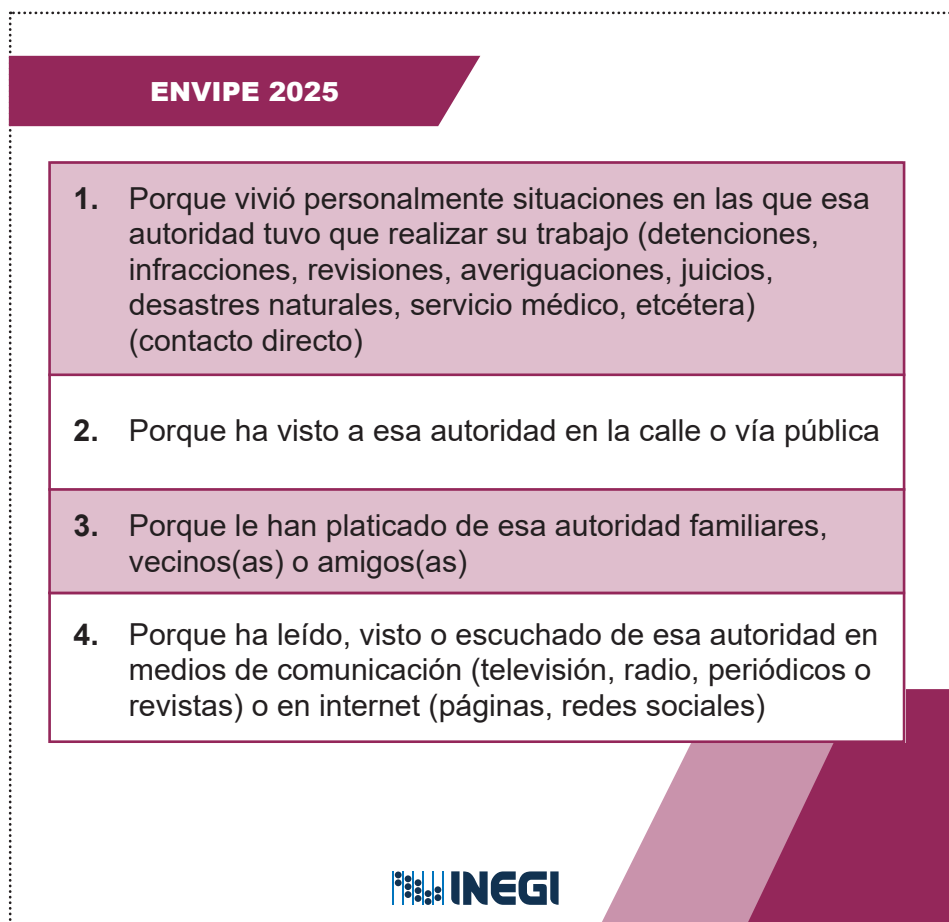 ENVIPE 2025
1. Porque vivió personalmente situaciones en las que esa
autoridad tuvo que realizar su trabajo (detenciones,
infracciones, revisiones, averiguaciones, juicios,
desastres naturales, servicio médico, etcétera)
(contacto directo)
2. Porque ha visto a esa autoridad en la calle o vía pública
3. Porque le han platicado de esa autoridad familiares,
vecinos(as) o amigos(as)
4. Porque ha leído, visto o escuchado de esa autoridad en
medios de comunicación (televisión, radio, periódicos o
revistas) o en internet (páginas, redes sociales)
INEGI